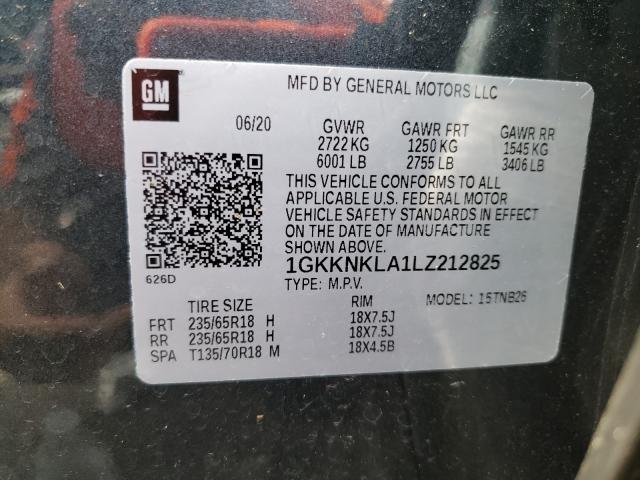 GM
MFD BY GENERAL MOTORS LLC
06/20 GVWR GAWR FRT GAWR RR
2722 KG 1250 KG 1545 KG
6001 LB 2755 LB 3406 LB
THIS VEHICLE CONFORMS TO ALL
APPLICABLE U.S. FEDERAL MOTOR
VEHICLE SAFETY STANDARDS IN EFFECT
ON THE DATE OF MANUFACTURE
SHOWN ABOVE.
1GKKNKLA1LZ212825
626D
TYPE: M.P.V. MODEL: 15TNB26
TIRE SIZE RIM
FRT 235/65R18 H 18X7.5J
RR 235/65R18 H 18X7.5J
SPA T135/70R18 M 18X4.5B